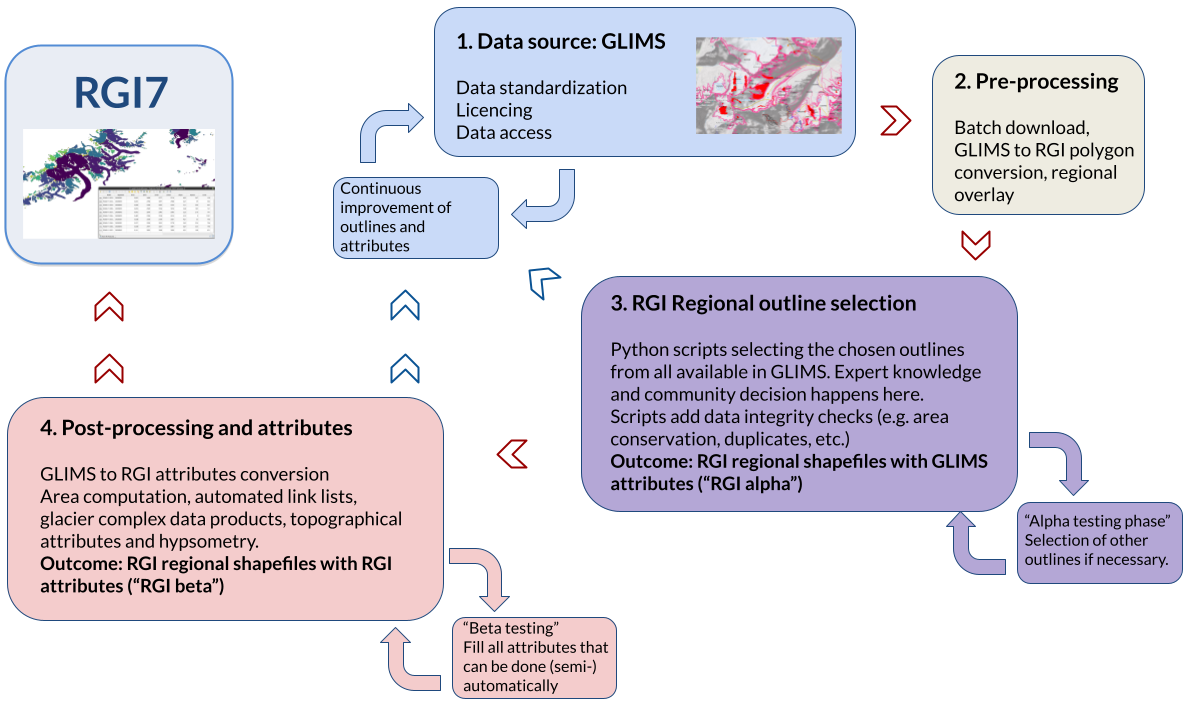 RGI7
1. Data source: GLIMS
Data standardization
Licencing
Data access
2. Pre-processing
Batch download,
GLIMS to RGI polygon
conversion, regional
overlay
Continuous
improvement of
outlines and
attributes
3. RGI Regional outline selection
Python scripts selecting the chosen outlines
from all available in GLIMS. Expert knowledge
and community decision happens here.
Scripts add data integrity checks (e.g. area
conservation, duplicates, etc.)
Outcome: RGI regional shapefiles with GLIMS
attributes (“RGI alpha”)
“Alpha testing phase”
Selection of other
outlines if necessary.
4. Post-processing and attributes
GLIMS to RGI attributes conversion
Area computation, automated link lists,
glacier complex data products, topographical
attributes and hypsometry.
Outcome: RGI regional shapefiles with RGI
attributes (“RGI beta”)
“Beta testing”
Fill all attributes that
can be done (semi-)
automatically